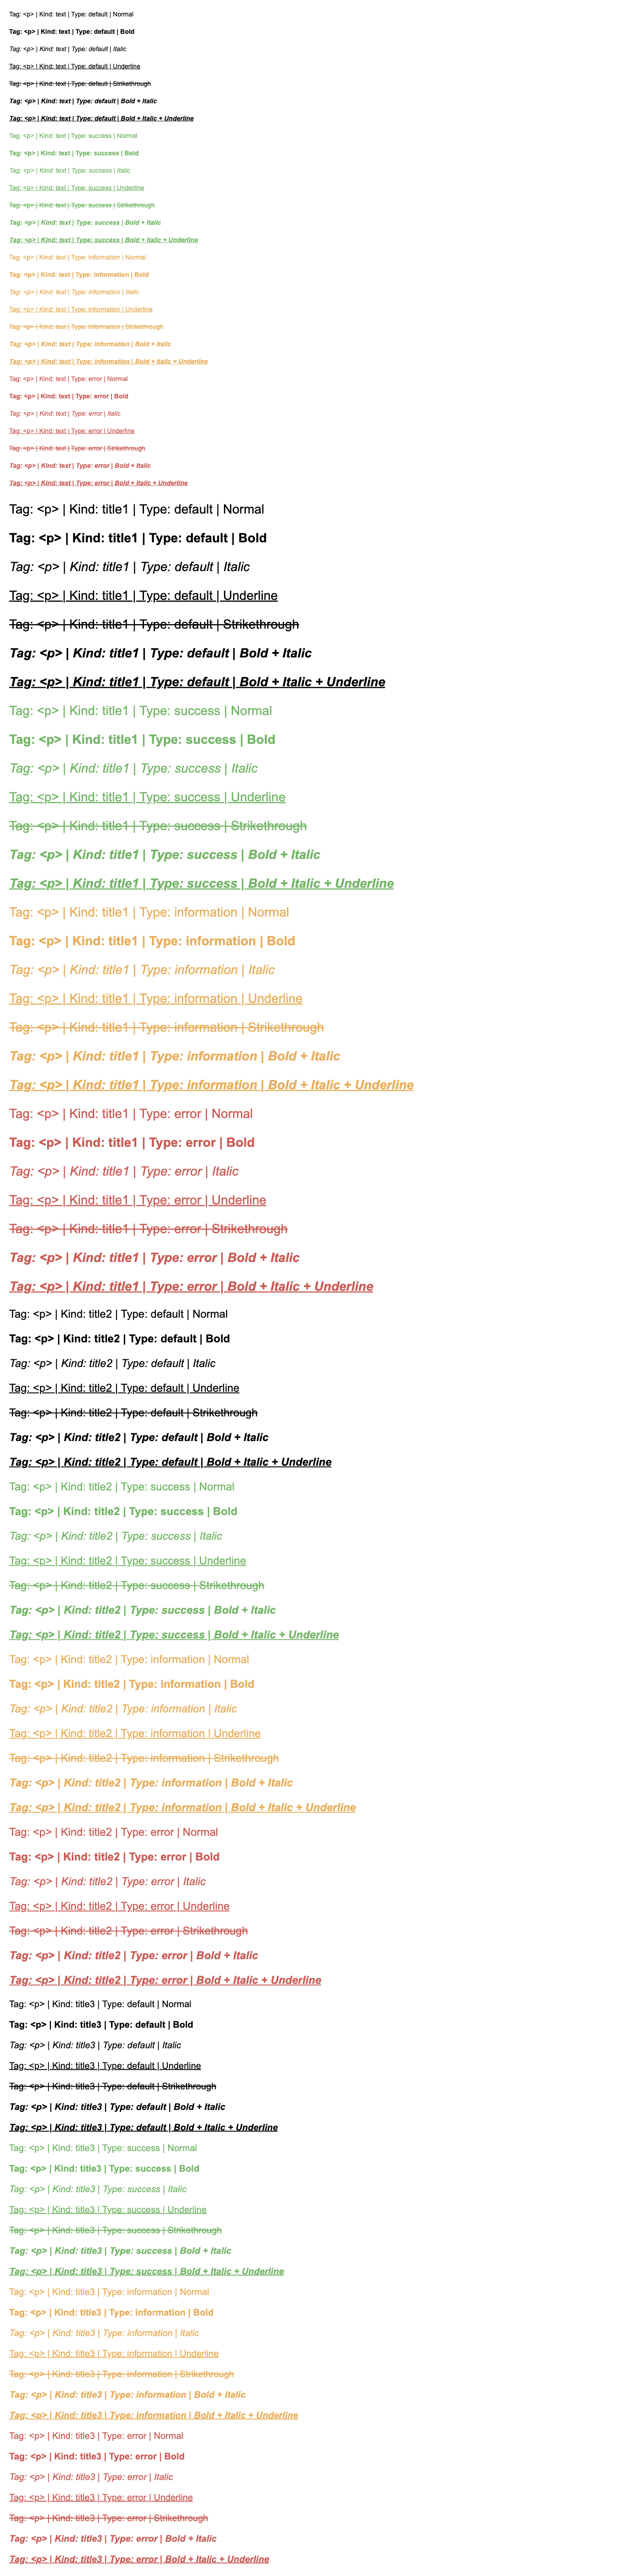 Tag: <p> | Kind: text | Type: default | Normal
Tag: <p> | Kind: text | Type: default | Bold
Tag: <p> | Kind: text | Type: default | Italic
Tag: <p> | Kind: text | Type: default | Underline
Tag: <p> | Kind: text | Type: default | Strikethrough
Tag: <p> | Kind: text | Type: default | Bold + Italic
Tag: <p> | Kind: text | Type: default | Bold + Italic + Underline
Tag: <p> | Kind: text | Type: success | Normal
Tag: <p> | Kind: text | Type: success | Bold
Tag: <p> | Kind: text | Type: success | Italic
Tag: <p> | Kind: text | Type: success | Underline
Tag: <p> | Kind: text | Type: success | Strikethrough
Tag: <p> | Kind: text | Type: success | Bold + Italic
Tag: <p> | Kind: text | Type: success | Bold + Italic + Underline
Tag: <p> | Kind: text | Type: information | Normal
Tag: <p> | Kind: text | Type: information | Bold
Tag: <p> | Kind: text | Type: information | Italic
Tag: <p> | Kind: text | Type: information | Underline
Tag: <p> | Kind: text | Type: information | Strikethrough
Tag: <p> | Kind: text | Type: information | Bold + Italic
Tag: <p> | Kind: text | Type: information | Bold + Italic + Underline
Tag: <p> | Kind: text | Type: error | Normal
Tag: <p> | Kind: text | Type: error | Bold
Tag: <p> | Kind: text | Type: error | Italic
Tag: <p> | Kind: text | Type: error | Underline
Tag: <p> | Kind: text | Type: error | Strikethrough
Tag: <p> | Kind: text | Type: error | Bold + Italic
Tag: <p> | Kind: text | Type: error | Bold + Italic + Underline
Tag: <p> | Kind: title1 | Type: default | Normal
Tag: <p> | Kind: title1 | Type: default | Bold
Tag: <p> | Kind: title1 | Type: default | Italic
Tag: <p> | Kind: title1 | Type: default | Underline
Tag: <p> | Kind: title1 | Type: default | Strikethrough
Tag: <p> | Kind: title1 | Type: default | Bold + Italic
Tag: <p> | Kind: title1 | Type: default | Bold + Italic + Underline
Tag: <p> | Kind: title1 | Type: success | Normal
Tag: <p> | Kind: title1 | Type: success | Bold
Tag: <p> | Kind: title1 | Type: success | Italic
Tag: <p> | Kind: title1 | Type: success | Underline
Tag: <p> | Kind: title1 | Type: success | Strikethrough
Tag: <p> | Kind: title1 | Type: success | Bold + Italic
Tag: <p> | Kind: title1 | Type: success | Bold + Italic + Underline
Tag: <p> | Kind: title1 | Type: information | Normal
Tag: <p> | Kind: title1 | Type: information | Bold
Tag: <p> | Kind: title1 | Type: information | Italic
Tag: <p> | Kind: title1 | Type: information | Underline
Tag: <p> | Kind: title1 | Type: information | Strikethrough
Tag: <p> | Kind: title1 | Type: information | Bold + Italic
Tag: <p> | Kind: title1 | Type: information | Bold + Italic + Underline
Tag: <p> | Kind: title1 | Type: error | Normal
Tag: <p> | Kind: title1 | Type: error | Bold
Tag: <p> | Kind: title1 | Type: error | Italic
Tag: <p> | Kind: title1 | Type: error | Underline
Tag: <p> | Kind: title1 | Type: error | Strikethrough
Tag: <p> | Kind: title1 | Type: error | Bold + Italic
Tag: <p> | Kind: title1 | Type: error | Bold + Italic + Underline
Tag: <p> | Kind: title2 | Type: default | Normal
Tag: <p> | Kind: title2 | Type: default | Bold
Tag: <p> | Kind: title2 | Type: default | Italic
Tag: <p> | Kind: title2 | Type: default | Underline
Tag: <p> | Kind: title2 | Type: default | Strikethrough
Tag: <p> | Kind: title2 | Type: default | Bold + Italic
Tag: <p> | Kind: title2 | Type: default | Bold + Italic + Underline
Tag: <p> | Kind: title2 | Type: success | Normal
Tag: <p> | Kind: title2 | Type: success | Bold
Tag: <p> | Kind: title2 | Type: success | Italic
Tag: <p> | Kind: title2 | Type: success | Underline
Tag: <p> | Kind: title2 | Type: success | Strikethrough
Tag: <p> | Kind: title2 | Type: success | Bold + Italic
Tag: <p> | Kind: title2 | Type: success | Bold + Italic + Underline
Tag: <p> | Kind: title2 | Type: information | Normal
Tag: <p> | Kind: title2 | Type: information | Bold
Tag: <p> | Kind: title2 | Type: information | Italic
Tag: <p> | Kind: title2 | Type: information | Underline
Tag: <p> | Kind: title2 | Type: information | Strikethrough
Tag: <p> | Kind: title2 | Type: information | Bold + Italic
Tag: <p> | Kind: title2 | Type: information | Bold + Italic + Underline
Tag: <p> | Kind: title2 | Type: error | Normal
Tag: <p> | Kind: title2 | Type: error | Bold
Tag: <p> | Kind: title2 | Type: error | Italic
Tag: <p> | Kind: title2 | Type: error | Underline
Tag: <p> | Kind: title2 | Type: error | Strikethrough
Tag: <p> | Kind: title2 | Type: error | Bold + Italic
Tag: <p> | Kind: title2 | Type: error | Bold + Italic + Underline
Tag: <p> | Kind: title3 | Type: default | Normal
Tag: <p> | Kind: title3 | Type: default | Bold
Tag: <p> | Kind: title3 | Type: default | Italic
Tag: <p> | Kind: title3 | Type: default | Underline
Tag: <p> | Kind: title3 | Type: default | Strikethrough
Tag: <p> | Kind: title3 | Type: default | Bold + Italic
Tag: <p> | Kind: title3 | Type: default | Bold + Italic + Underline
Tag: <p> | Kind: title3 | Type: success | Normal
Tag: <p> | Kind: title3 | Type: success | Bold
Tag: <p> | Kind: title3 | Type: success | Italic
Tag: <p> | Kind: title3 | Type: success | Underline
Tag: <p> | Kind: title3 | Type: success | Strikethrough
Tag: <p> | Kind: title3 | Type: success | Bold + Italic
Tag: <p> | Kind: title3 | Type: success | Bold + Italic + Underline
Tag: <p> | Kind: title3 | Type: information | Normal
Tag: <p> | Kind: title3 | Type: information | Bold
Tag: <p> | Kind: title3 | Type: information | Italic
Tag: <p> | Kind: title3 | Type: information | Underline
Tag: <p> | Kind: title3 | Type: information | Strikethrough
Tag: <p> | Kind: title3 | Type: information | Bold + Italic
Tag: <p> | Kind: title3 | Type: information | Bold + Italic + Underline
Tag: <p> | Kind: title3 | Type: error | Normal
Tag: <p> | Kind: title3 | Type: error | Bold
Tag: <p> | Kind: title3 | Type: error | Italic
Tag: <p> | Kind: title3 | Type: error | Underline
Tag: <p> | Kind: title3 | Type: error | Strikethrough
Tag: <p> | Kind: title3 | Type: error | Bold + Italic
Tag: <p> | Kind: title3 | Type: error | Bold + Italic + Underline